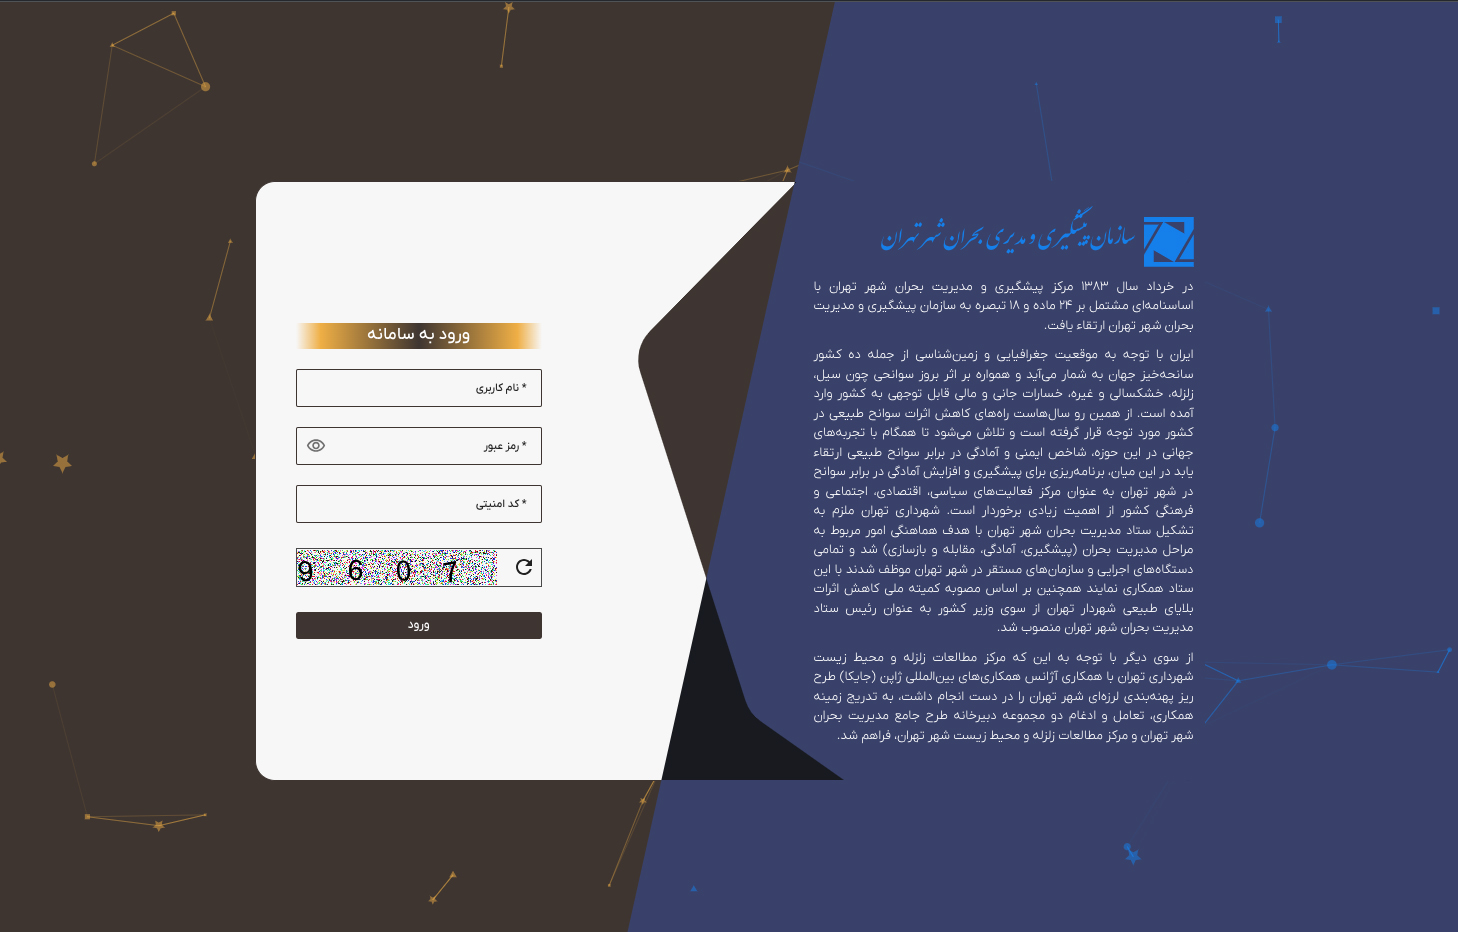 سازمان پیشگیری و مدیری بحران شهر تهران
در خرداد سال ۱۳۸۳ مرکز پیشگیری و مدیریت بحران شهر تهران با
اساسنامه‌ای مشتمل بر ۲۴ ماده و ۱۸ تبصره به سازمان پیشگیری و مدیریت
بحران شهر تهران ارتقاء یافت.
ایران با توجه به موقعیت جغرافیایی و زمین‌شناسی از جمله ده کشور
سانحه‌خیز جهان به شمار می‌آید و همواره بر اثر بروز سوانحی چون سیل،
زلزله، خشکسالی و غیره، خسارات جانی و مالی قابل توجهی به کشور وارد
آمده است. از همین رو سال‌هاست راه‌های کاهش اثرات سوانح طبیعی در
کشور مورد توجه قرار گرفته است و تلاش می‌شود تا همگام با تجربه‌های
جهانی در این حوزه، شاخص ایمنی و آمادگی در برابر سوانح طبیعی ارتقاء
یابد در این میان، برنامه‌ریزی برای پیشگیری و افزایش آمادگی در برابر سوانح
در شهر تهران به عنوان مرکز فعالیت‌های سیاسی، اقتصادی، اجتماعی و
فرهنگی کشور از اهمیت زیادی برخوردار است. شهرداری تهران ملزم به
تشکیل ستاد مدیریت بحران شهر تهران با هدف هماهنگی امور مربوط به
مراحل مدیریت بحران (پیشگیری، آمادگی، مقابله و بازسازی) شد و تمامی
دستگاه‌های اجرایی و سازمان‌های مستقر در شهر تهران موظف شدند با این
ستاد همکاری نمایند همچنین بر اساس مصوبه کمیته ملی کاهش اثرات
بلایای طبیعی شهردار تهران از سوی وزیر کشور به عنوان رئیس ستاد
مدیریت بحران شهر تهران منصوب شد.
از سوی دیگر با توجه به این که مرکز مطالعات زلزله و محیط زیست
شهرداری تهران با همکاری آژانس همکاری‌های بین‌المللی ژاپن (جایکا) طرح
ریز پهنه‌بندی لرزه‌ای شهر تهران را در دست انجام داشت، به تدریج زمینه
همکاری، تعامل و ادغام دو مجموعه دبیرخانه طرح جامع مدیریت بحران
شهر تهران و مرکز مطالعات زلزله و محیط زیست شهر تهران، فراهم شد.
ورود به سامانه
* نام کاربری
* رمز عبور
* کد امنیتی
9 6 0 7
ورود